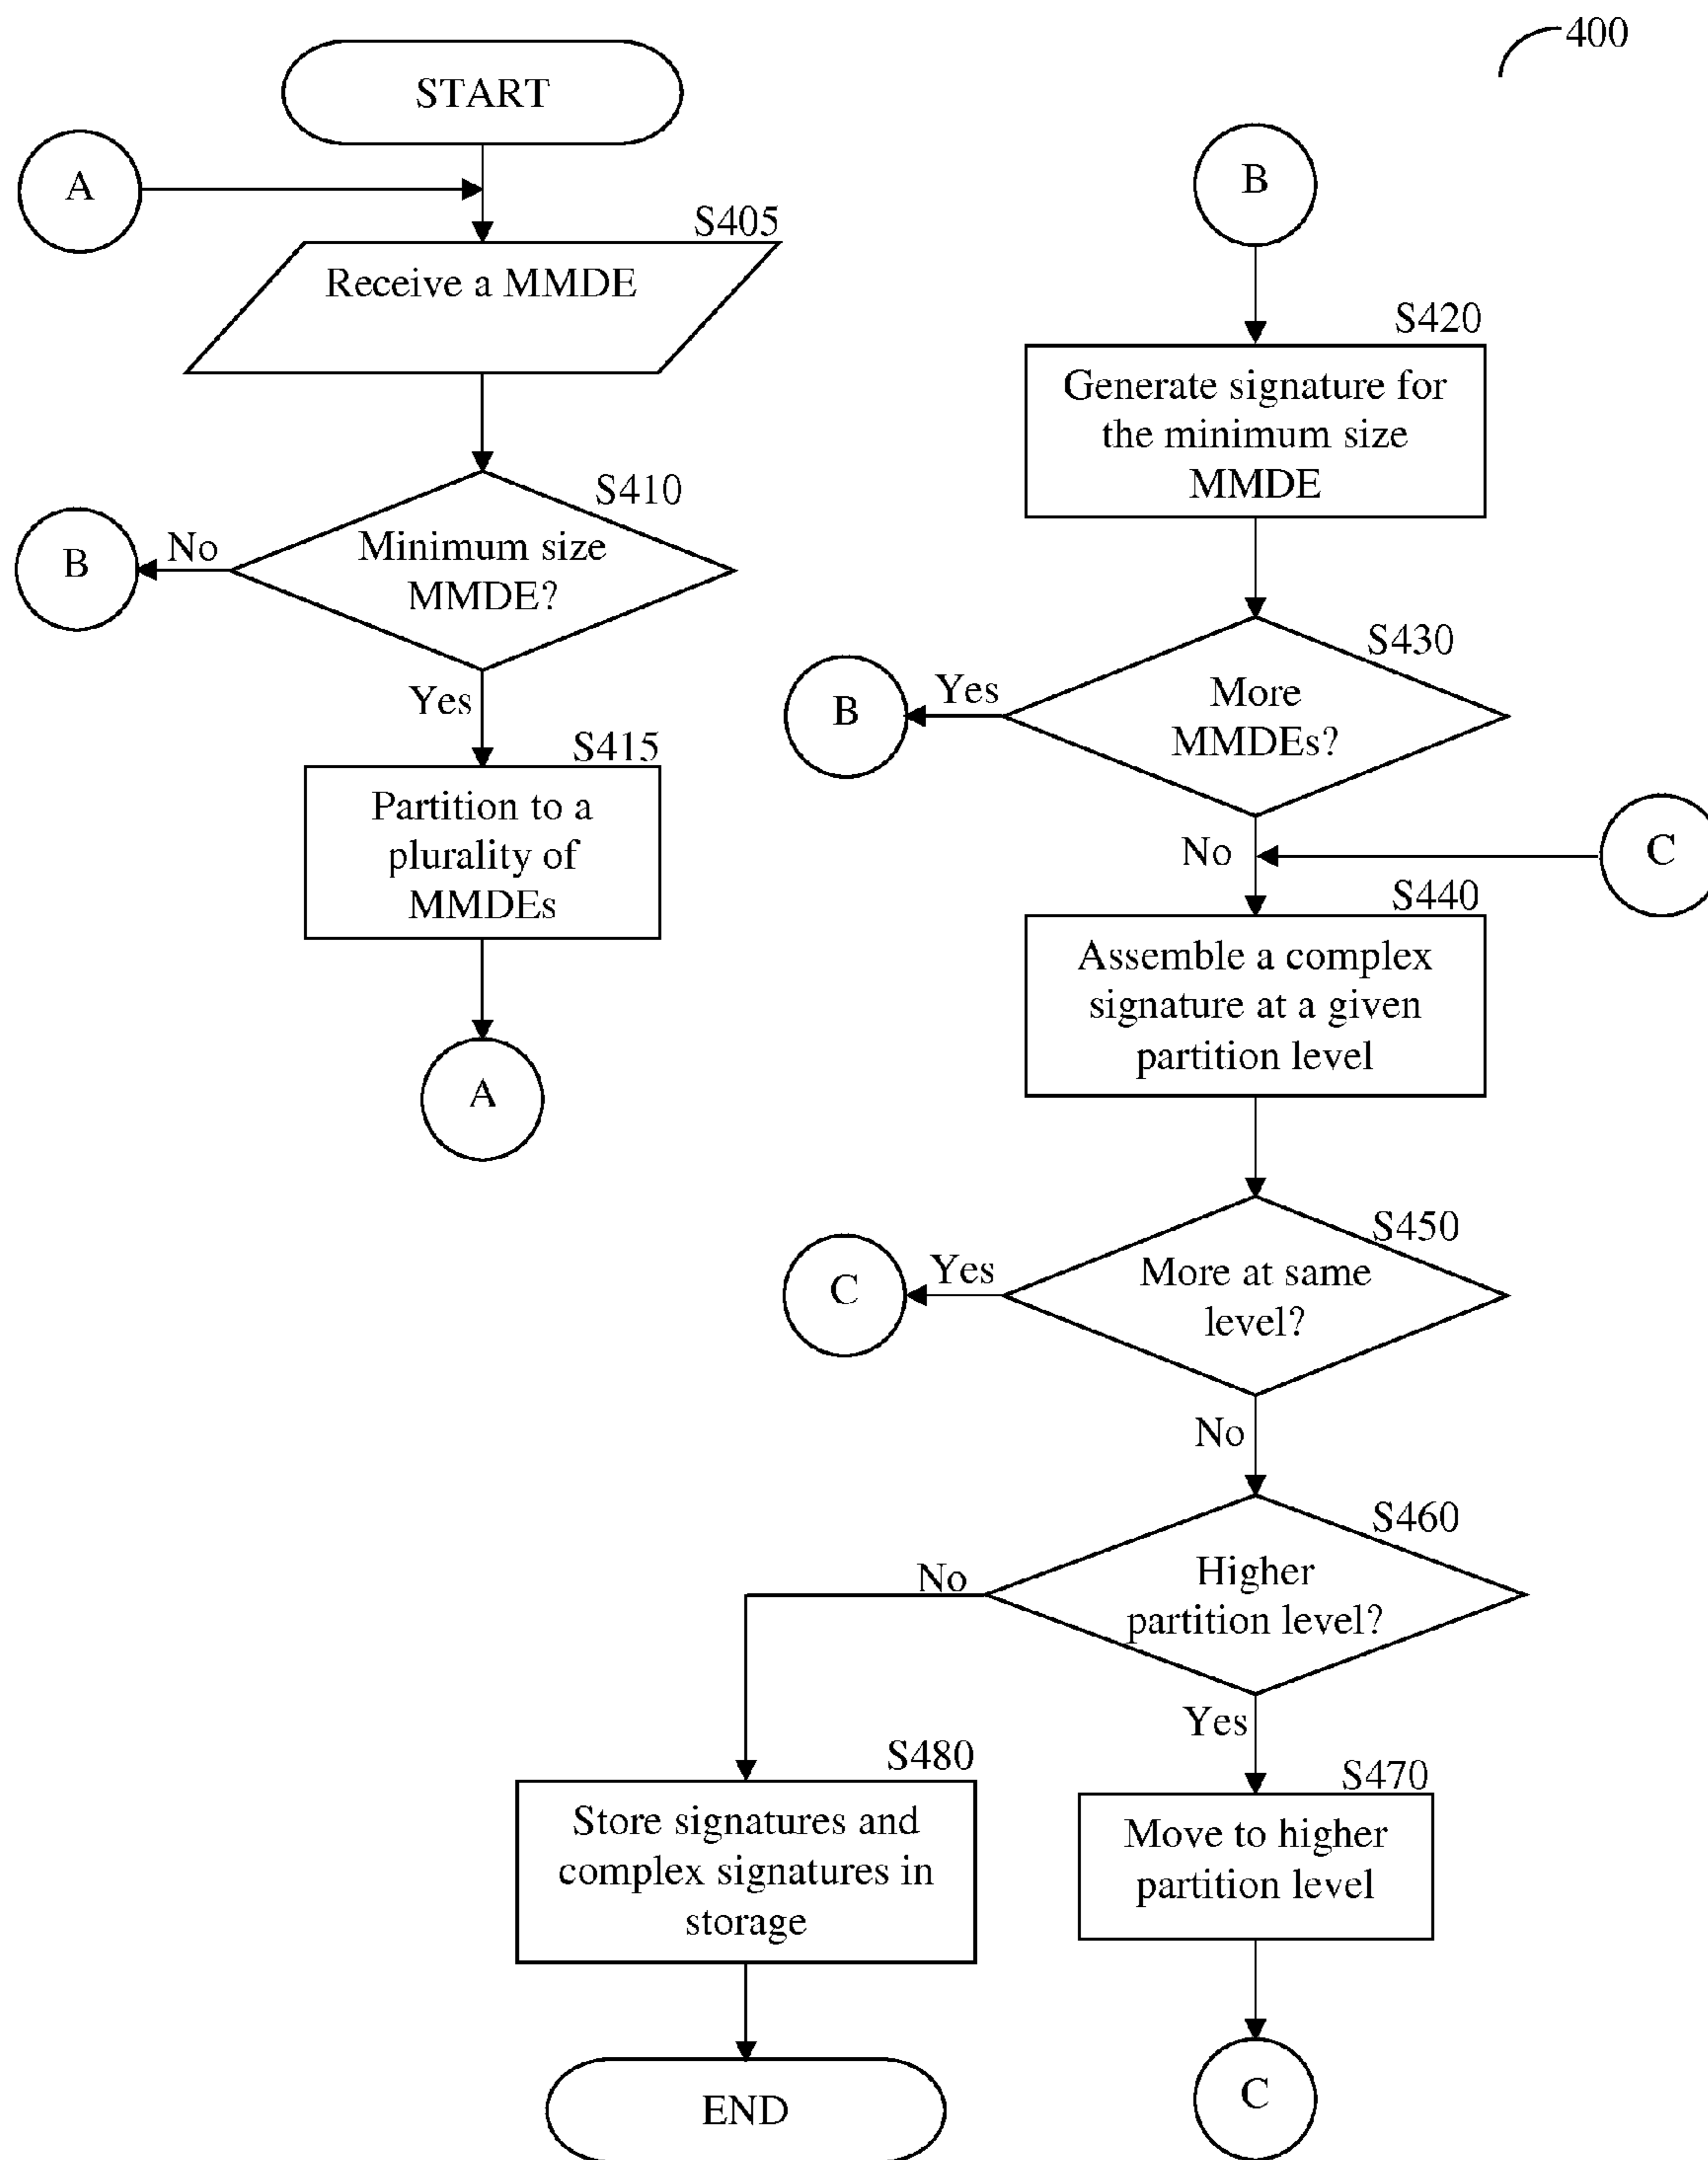 400
START
A
S405
Receive a MMDE
S410
Minimum size
MMDE?
No
B
Yes
S415
Partition to a
plurality of
MMDEs
A
B
S420
Generate signature for
the minimum size
MMDE
S430
More
MMDEs?
Yes
B
No
C
S440
Assemble a complex
signature at a given
partition level
S450
More at same
level?
Yes
C
No
S460
Higher
partition level?
No
Yes
S480
Store signatures and
complex signatures in
storage
S470
Move to higher
partition level
END
C